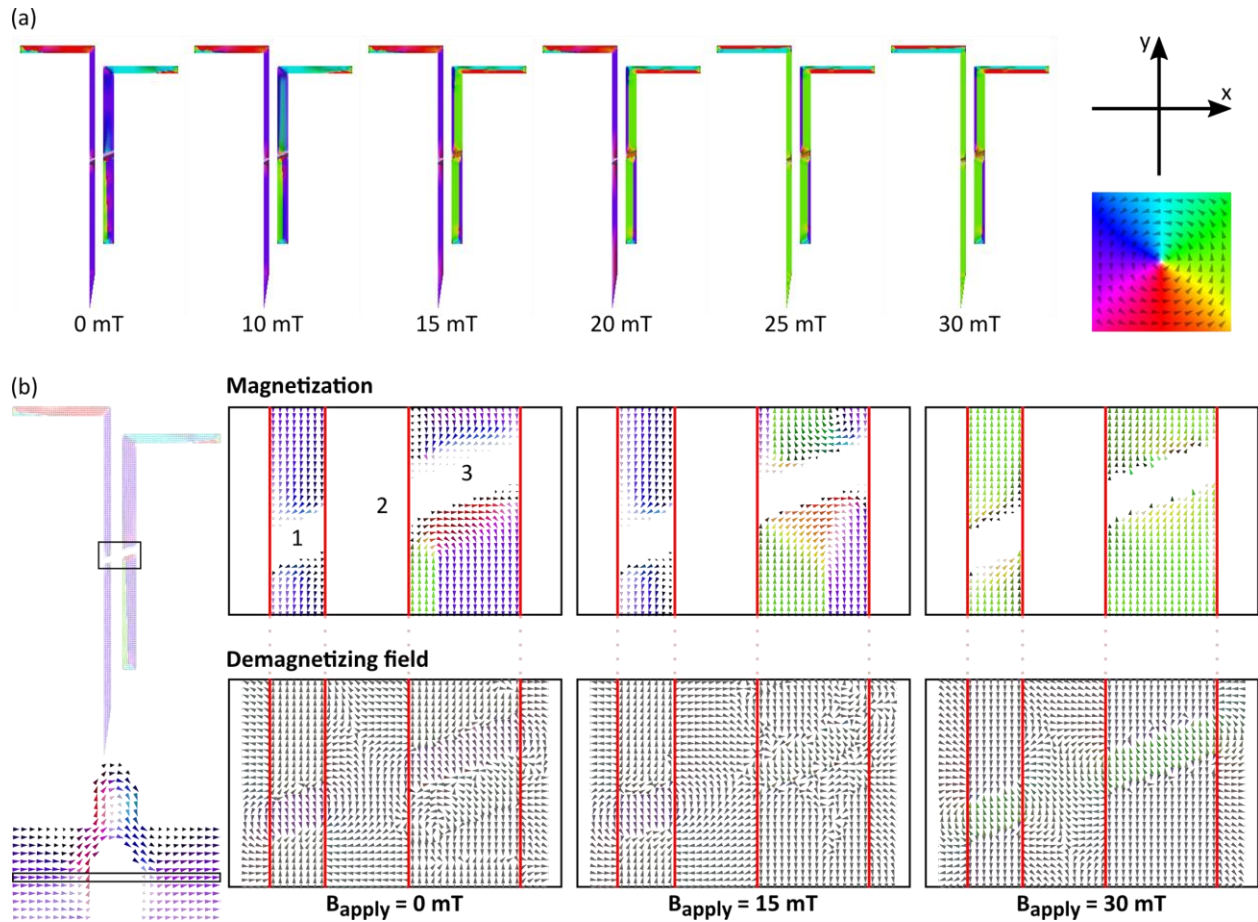 (a)
y
x
0 mT
10 mT
15 mT
20 mT
25 mT
30 mT
(b)
Magnetization
1
2
3
Demagnetizing field
Bapply = 0 mT
Bapply = 15 mT
Bapply = 30 mT